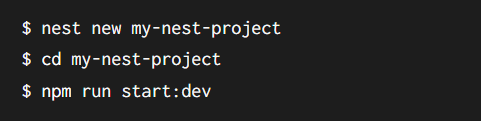 $ nest new my-nest-project
$ cd my-nest-project
$ npm run start:dev